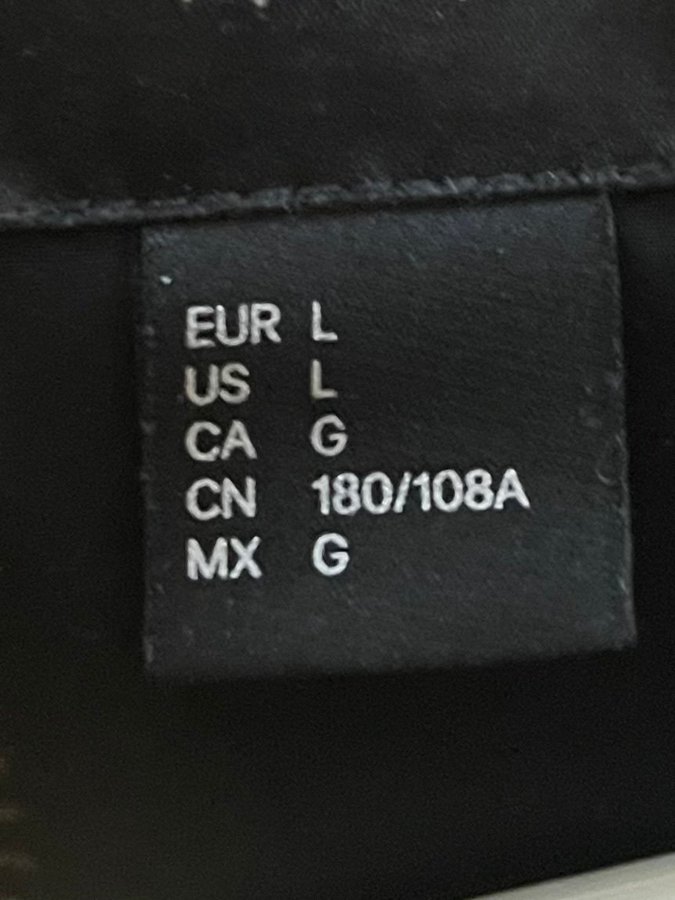 EUR L
US L
CA G
CN 180/108A
MX G